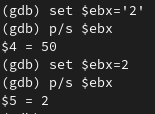 (gdb) set $ebx='2'
(gdb) p/s $ebx
$4 = 50
(gdb) set $ebx=2
(gdb) p/s $ebx
$5 = 2